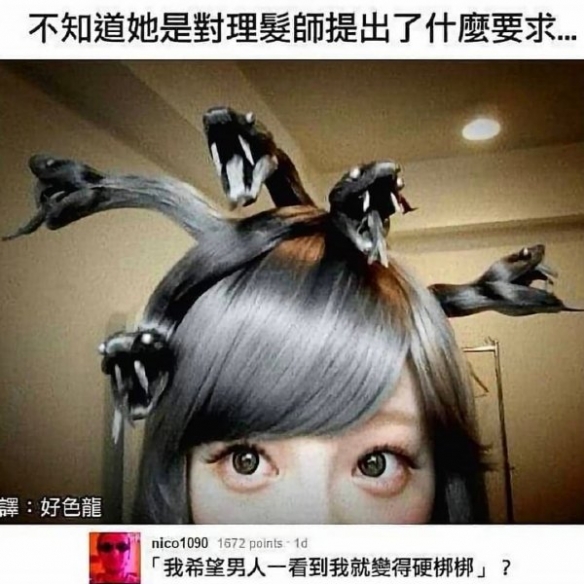 不知道她是對理髮師提出了什麼要求...
譯：好色龍
nico1090 1672 points · 1d
「我希望男人一看到我就變得硬梆梆」？